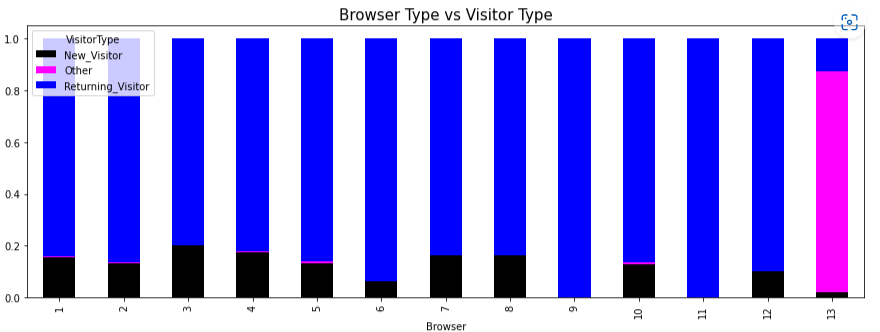 Browser Type vs Visitor Type
VisitorType
New_Visitor
Other
Returning_Visitor
1.0
0.8
0.6
0.4
0.2
0.0
1 2 3 4 5 6 7 8 9 10 11 12 13
Browser